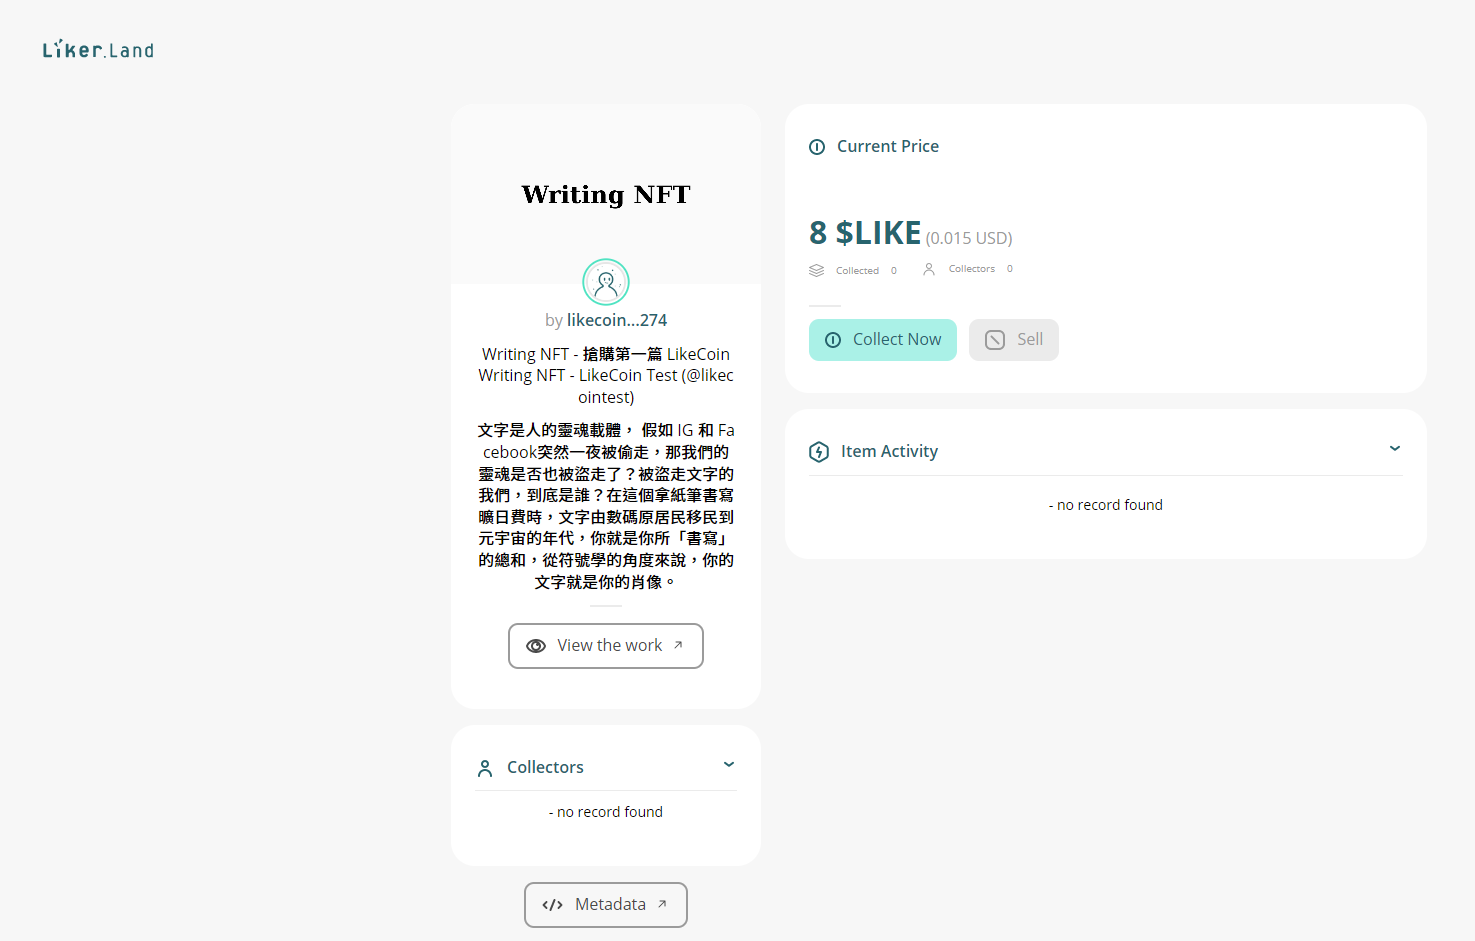 Liker.Land
Writing NFT
by likecoin...274
Writing NFT - 搶購第一篇 LikeCoin
Writing NFT - LikeCoin Test (@likec
ointest)
文字是人的靈魂載體， 假如 IG 和 Fa
cebook突然一夜被偷走，那我們的
靈魂是否也被盜走了？被盜走文字的
我們，到底是誰？在這個拿紙筆書寫
曠日費時，文字由數碼原居民移民到
元宇宙的年代，你就是你所「書寫」
的總和，從符號學的角度來說，你的
文字就是你的肖像。
View the work
Collectors
- no record found
Metadata
Current Price
8 $LIKE (0.015 USD)
Collected 0 Collectors 0
Collect Now Sell
Item Activity
- no record found